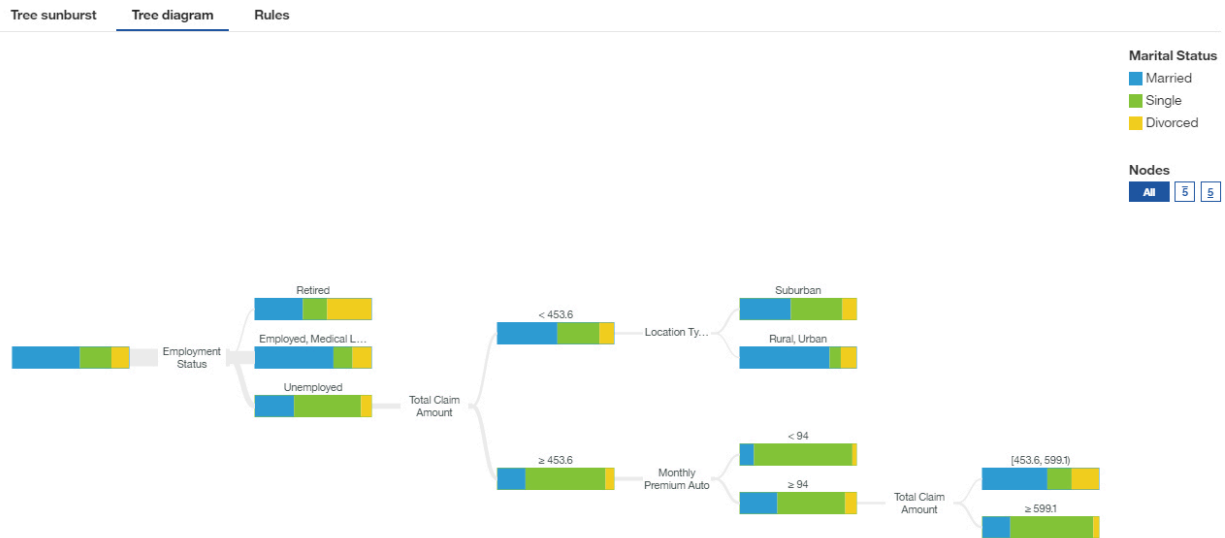 Tree sunburst
Tree diagram
Rules
Marital Status
Married
Single
Divorced
Nodes
All
5
5
Employment
Status
Retired
Employed, Medical L...
Unemployed
Total Claim
Amount
< 453.6
≥ 453.6
Location Ty...
Monthly
Premium Auto
Suburban
Rural, Urban
< 94
≥ 94
Total Claim
Amount
[453.6, 599.1)
≥ 599.1